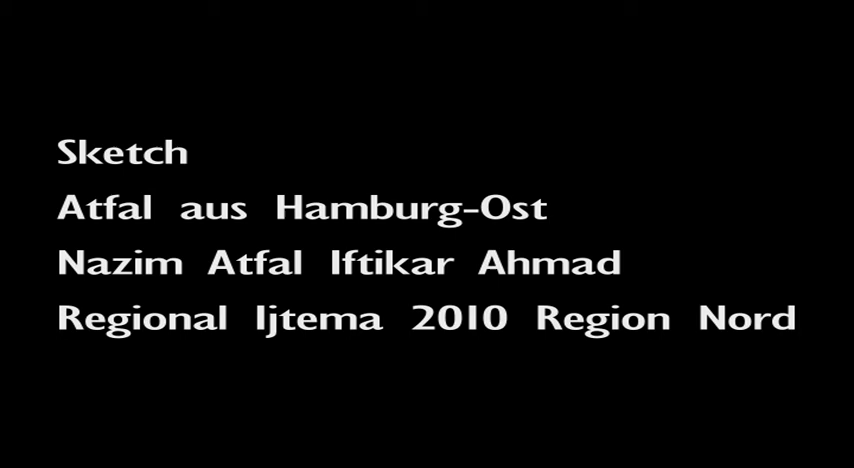 Sketch
Atfal aus Hamburg-Ost
Nazim Atfal Iftikar Ahmad
Regional Ijtema 2010 Region Nord